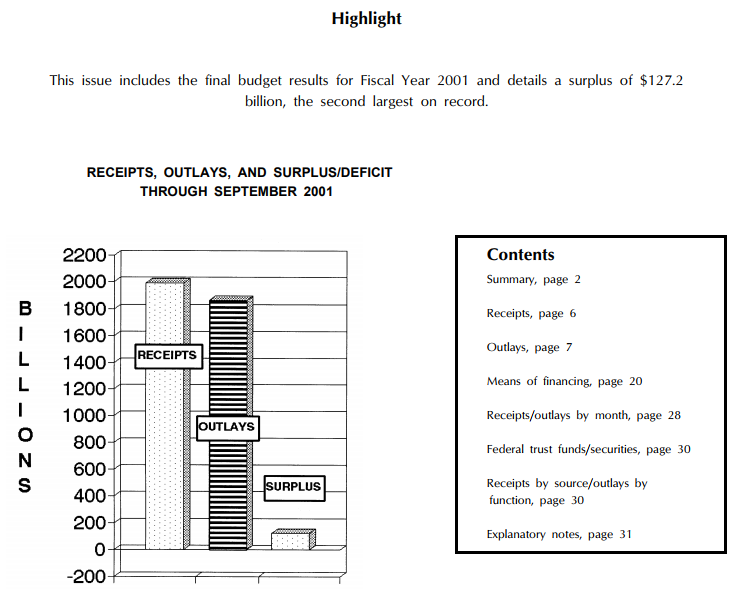 Highlight
This issue includes the final budget results for Fiscal Year 2001 and details a surplus of $127.2
billion, the second largest on record.
RECEIPTS, OUTLAYS, AND SURPLUS/DEFICIT
THROUGH SEPTEMBER 2001
BILLIONS
2200
2000
1800
1600
1400
1200
1000
800
600
400
200
0
-200
RECEIPTS
OUTLAYS
SURPLUS
Contents
Summary, page 2
Receipts, page 6
Outlays, page 7
Means of financing, page 20
Receipts/outlays by month, page 28
Federal trust funds/securities, page 30
Receipts by source/outlays by
function, page 30
Explanatory notes, page 31